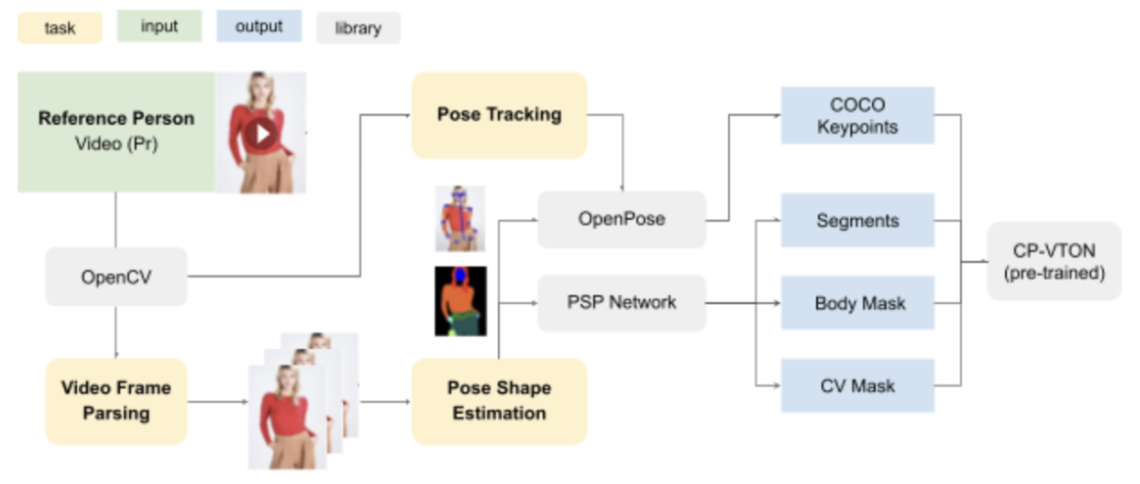 task
input
output
library
Reference Person
Video (Pr)
OpenCV
Video Frame
Parsing
Pose Tracking
Pose Shape
Estimation
OpenPose
PSP Network
COCO
Keypoints
Segments
Body Mask
CV Mask
CP-VTON
(pre-trained)